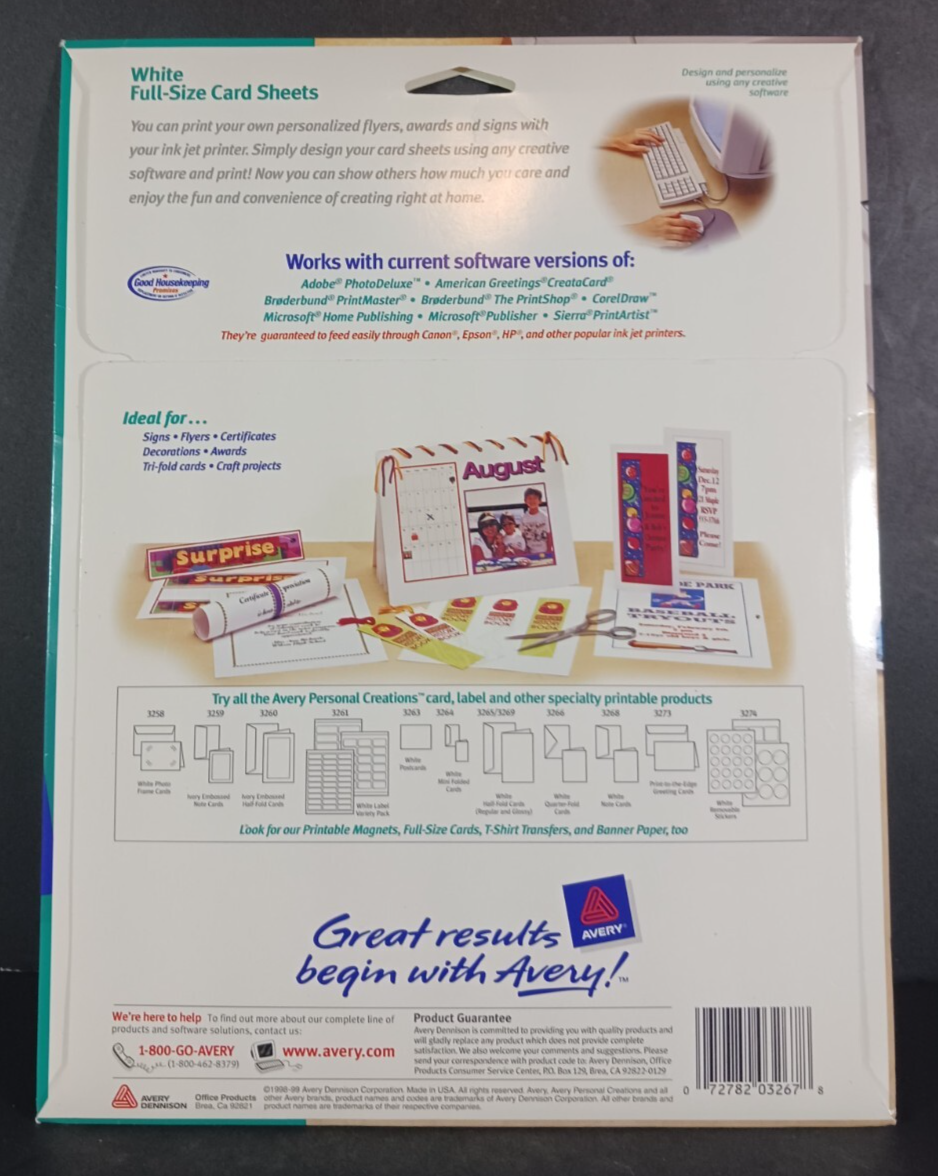 White
Full-Size Card Sheets
Design and personalize
using any creative
software
You can print your own personalized flyers, awards and signs with
your ink jet printer. Simply design your card sheets using any creative
software and print! Now you can show others how much you care and
enjoy the fun and convenience of creating right at home.
Good Housekeeping
Promises
Works with current software versions of:
Adobe® PhotoDeluxe™ • American Greetings® CreataCard®
Brøderbund® PrintMaster® • Brøderbund® The PrintShop® • CorelDraw™
Microsoft® Home Publishing • Microsoft® Publisher • Sierra® PrintArtist™
They're guaranteed to feed easily through Canon®, Epson®, HP®, and other popular ink jet printers.
Ideal for...
Signs • Flyers • Certificates
Decorations • Awards
Tri-fold cards • Craft projects
August
Surprise
Surpris
Saturday
Dec. 12
7pm
RSVP
Please
Come!
E PARK
BASEBALL
TRYOUTS
Try all the Avery Personal Creations™ card, label and other specialty printable products
3258 3259 3260 3261 3263 3264 3265/3269 3266 3268 3273 3274
White Photo
Frame Cards
Ivory Embossed
Note Cards
Ivory Embossed
Half Fold Cards
White Label
Variety Pack
White
Postcards
White
Mini Folded
Cards
White
Half Fold Cards
(Regular and Glossy)
White
Quarter-Fold
Cards
White
Note Cards
Print-to-the-Edge
Greeting Cards
White
Removable
Stickers
Look for our Printable Magnets, Full-Size Cards, T-Shirt Transfers, and Banner Paper, too
AVERY®
Great results
begin with Avery!™
We're here to help To find out more about our complete line of
products and software solutions, contact us:
1-800-GO-AVERY
(1-800-462-8379)
www.avery.com
Product Guarantee
Avery Dennison is committed to providing you with quality products and
will gladly replace any product which does not provide complete
satisfaction. We also welcome your comments and suggestions. Please
send your correspondence with product code to: Avery Dennison, Office
Products Consumer Service Center, P.O. Box 129, Brea, CA 92822-0129
0 72782 03267 8
AVERY
DENNISON
Office Products
Brea, Ca 92821
©1998-99 Avery Dennison Corporation. Made in USA. All rights reserved. Avery, Avery Personal Creations and all
other Avery brands, product names and codes are trademarks of Avery Dennison Corporation. All other brands and
product names are trademarks of their respective companies.